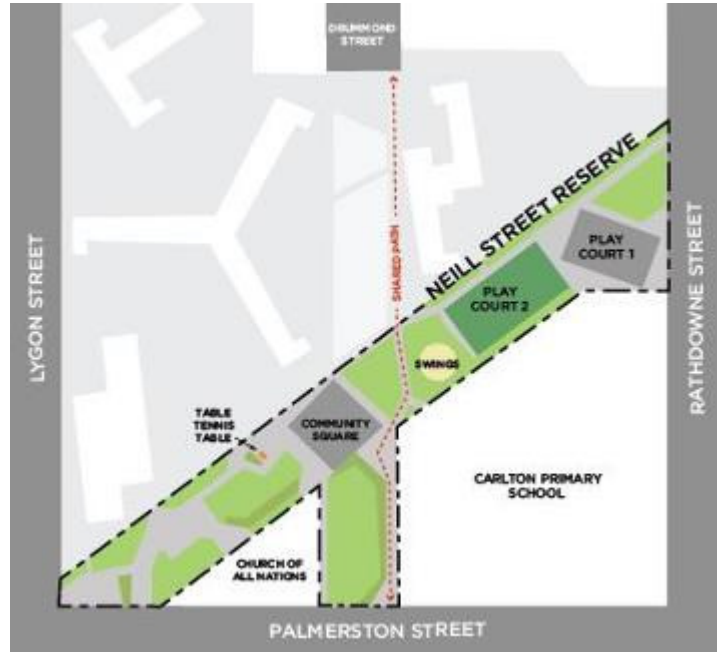 DRUMMOND
STREET
LYGON STREET
RATHDOWNE STREET
NEILL STREET RESERVE
SHARED PATH
PLAY
COURT 1
PLAY
COURT 2
SWINGS
TABLE
TENNIS
TABLE
COMMUNITY
SQUARE
CARLTON PRIMARY
SCHOOL
CHURCH OF
ALL NATIONS
PALMERSTON STREET